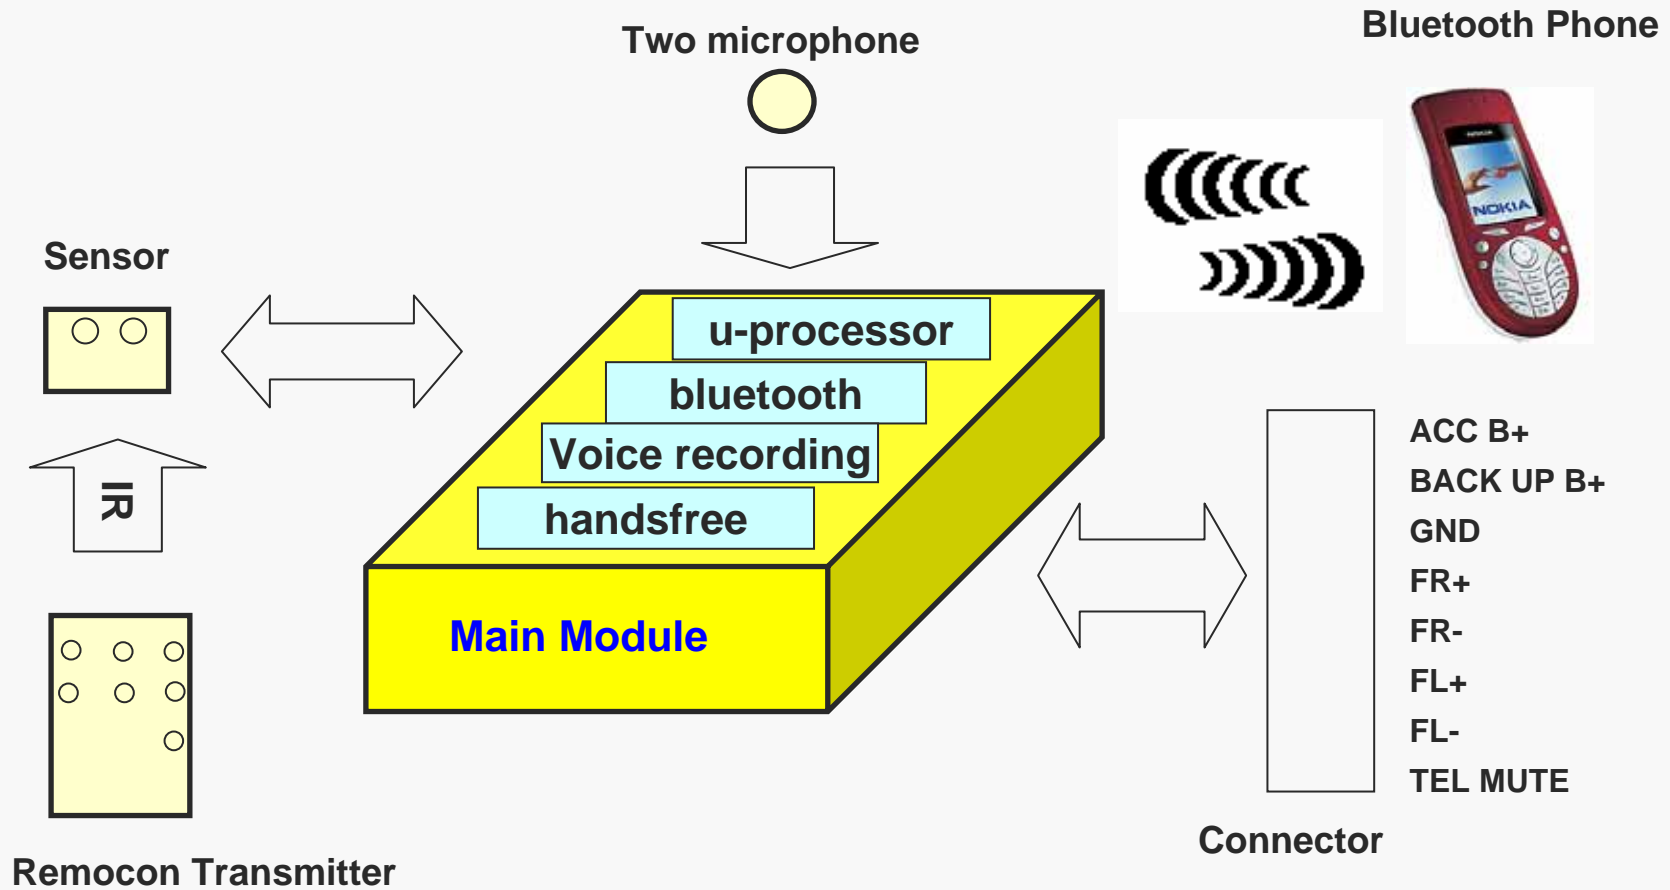 Bluetooth Phone
Two microphone
NOKIA
NOKIA
Sensor
u-processor
bluetooth
Voice recording
handsfree
Main Module
IR
ACC B+
BACK UP B+
GND
FR+
FR-
FL+
FL-
TEL MUTE
Connector
Remocon Transmitter